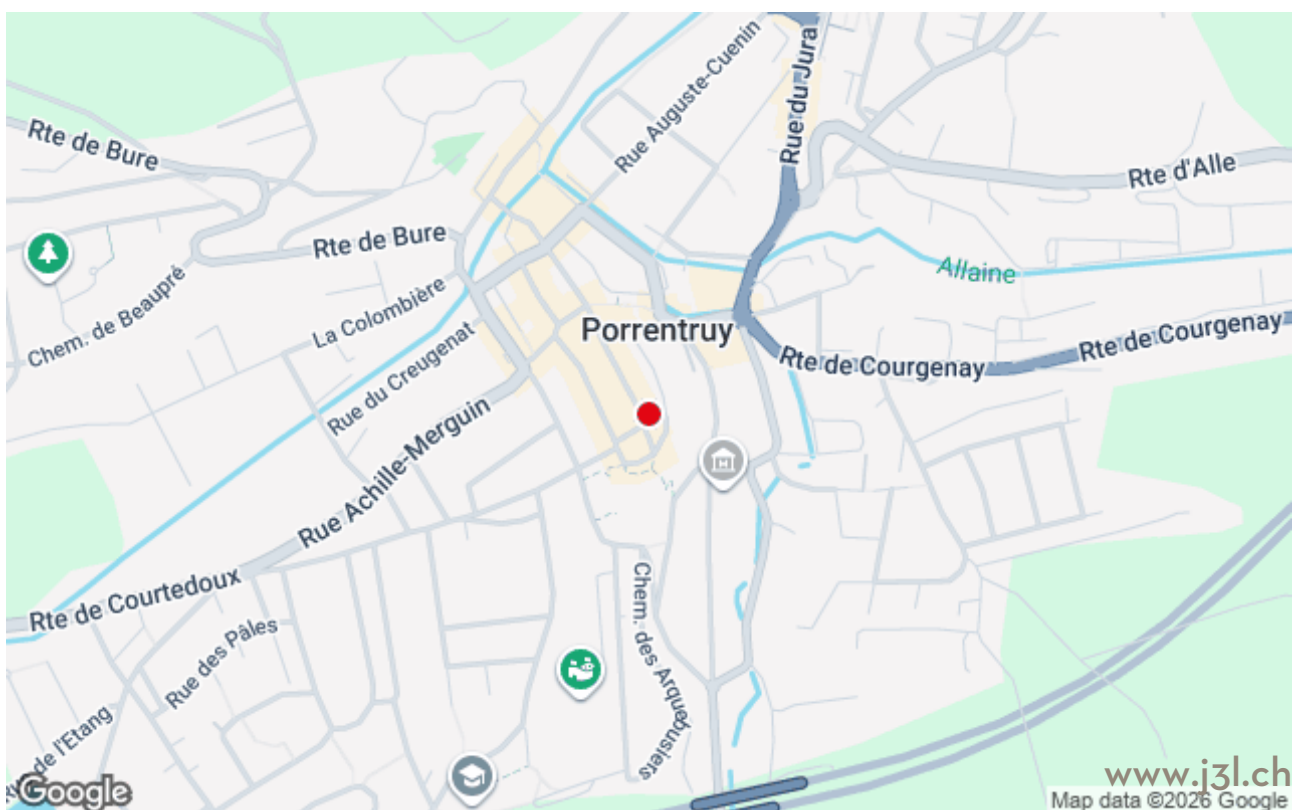 Rue du Jura
Rue Auguste-Cuenin
Rte de Bure
Rte d'Alle
Rte de Bure
Allaine
Chem. de Beaupré
La Colombière
Rue du Creugenat
Porrentruy
Rte de Courgenay
Rte de Courgenay
Rue Achille-Merguin
Rte de Courtedoux
Chem. des Arquebusiers
Rue des Pâles
de l'Etang
Google
www.j3l.ch
Map data ©2026 Google